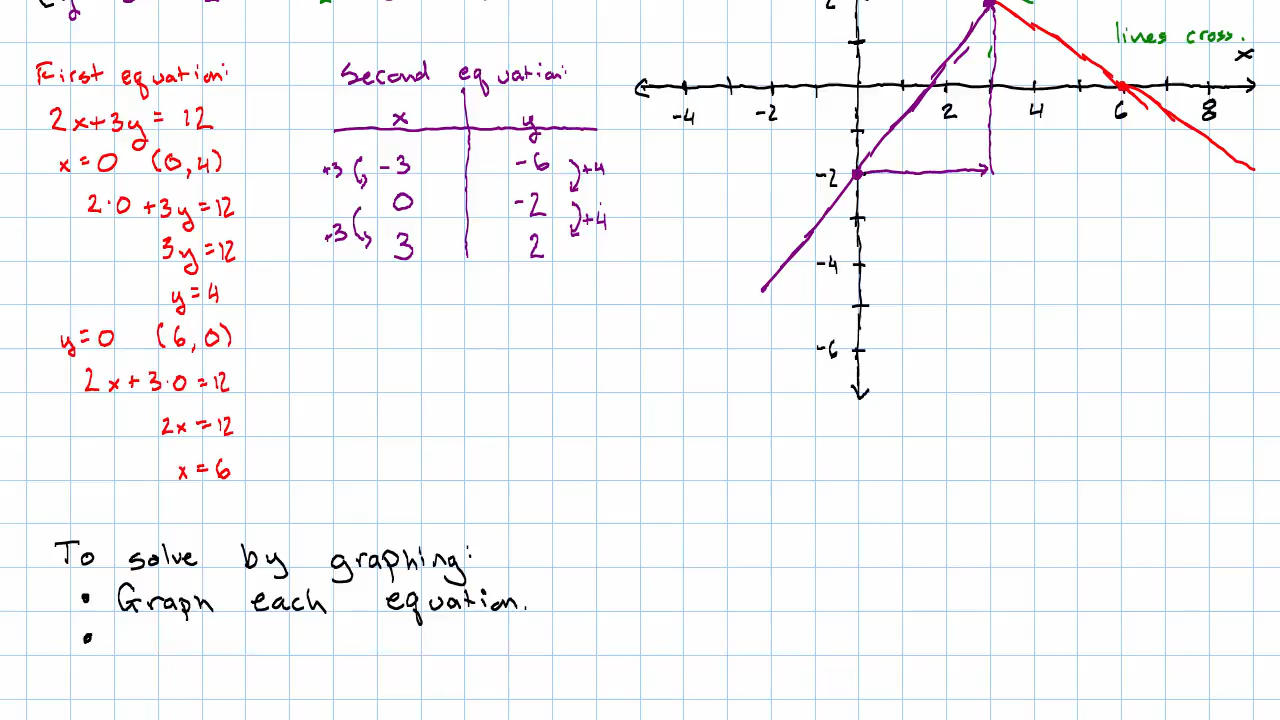 lines cross.
x
2
-4 -2 2 4 6 8
-2
-4
-6
First equation:
2x+3y=12
x=0 (0,4)
2·0+3y=12
3y=12
y=4
y=0 (6,0)
2x+3·0=12
2x=12
x=6
Second equation:
x y
+3 -3 -6 +4
0 -2
+3 +4
3 2
To solve by graphing:
• Graph each equation.
•